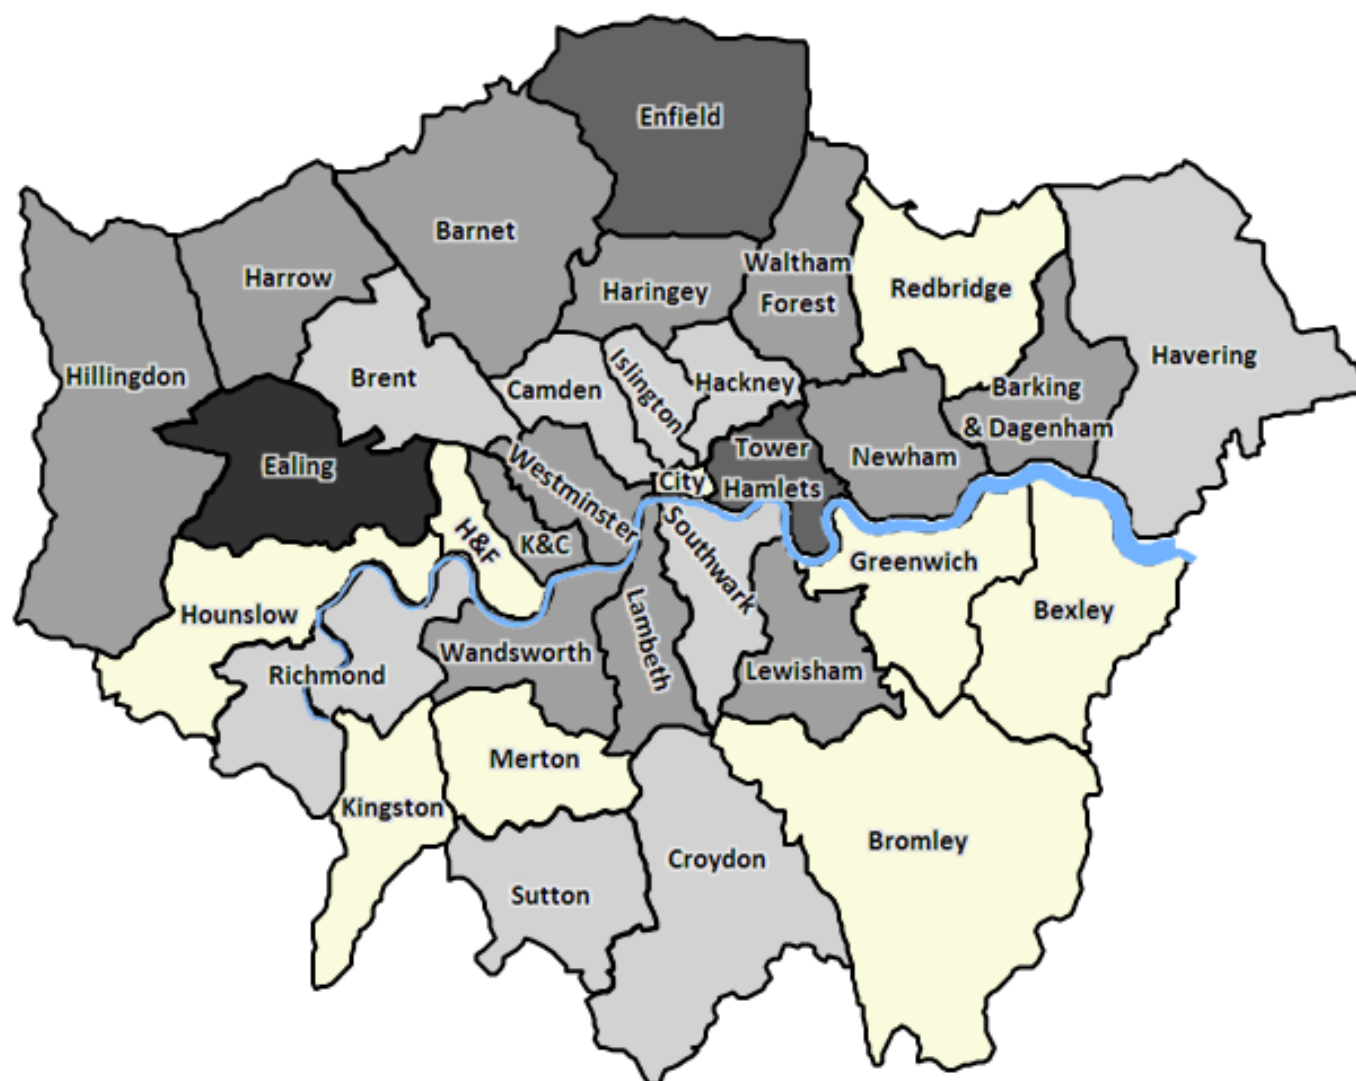 Enfield
Barnet
Harrow
Haringey
Waltham
Forest
Redbridge
Havering
Hillingdon
Brent
Camden
Islington
Hackney
Barking
& Dagenham
Ealing
Westminster
City
Tower
Hamlets
Newham
H&F
K&C
Southwark
Greenwich
Bexley
Hounslow
Richmond
Wandsworth
Lambeth
Lewisham
Merton
Kingston
Croydon
Bromley
Sutton